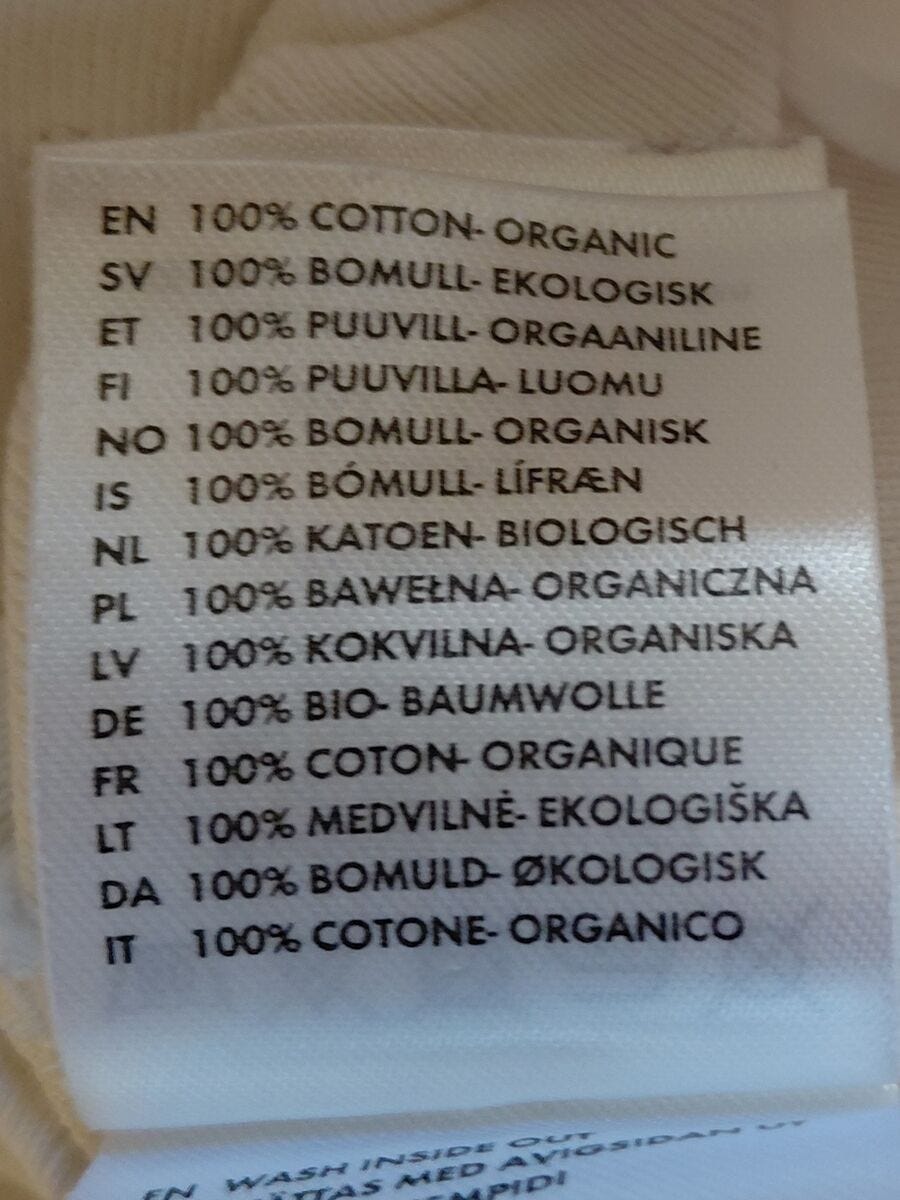 EN 100% COTTON- ORGANIC
SV 100% BOMULL- EKOLOGISK
ET 100% PUUVILL- ORGAANILINE
FI 100% PUUVILLA- LUOMU
NO 100% BOMULL- ORGANISK
IS 100% BÓMULL- LÍFRÆN
NL 100% KATOEN- BIOLOGISCH
PL 100% BAWEŁNA- ORGANICZNA
LV 100% KOKVILNA- ORGANISKA
DE 100% BIO- BAUMWOLLE
FR 100% COTON- ORGANIQUE
LT 100% MEDVILNĖ- EKOLOGIŠKA
DA 100% BOMULD- ØKOLOGISK
IT 100% COTONE- ORGANICO
EN WASH INSIDE OUT
MED AVIGSIDAN